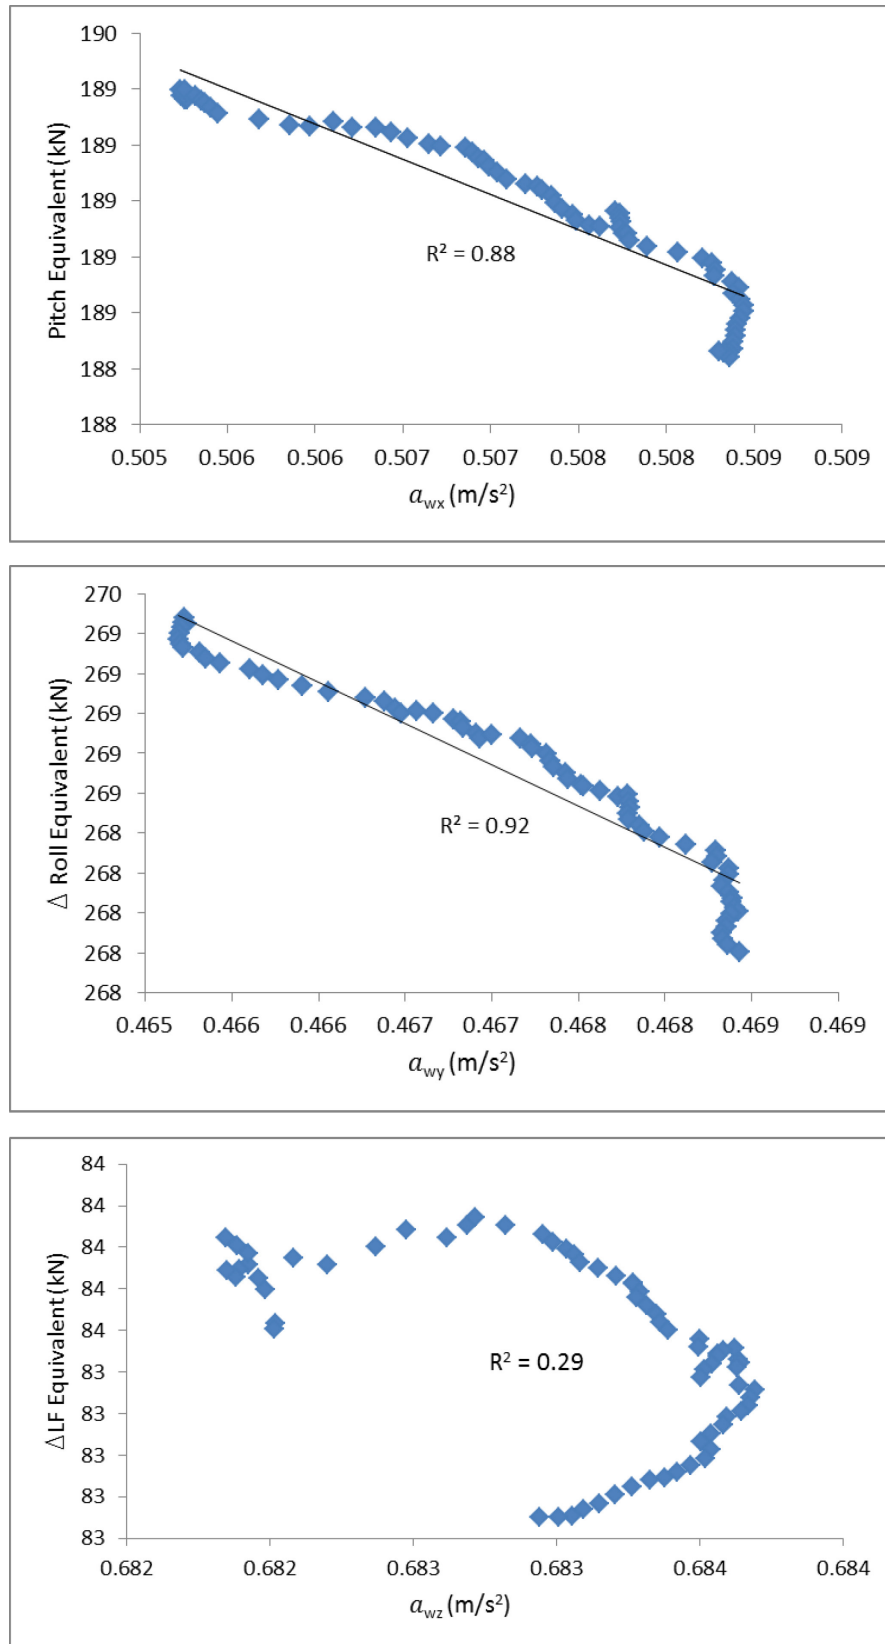 190
189
189
189
189
189
188
188
Pitch Equivalent (kN)
R² = 0.88
0.505 0.506 0.506 0.507 0.507 0.508 0.508 0.509 0.509
a wx (m/s²)
270
269
269
269
269
269
268
268
268
268
268
△ Roll Equivalent (kN)
R² = 0.92
0.465 0.466 0.466 0.467 0.467 0.468 0.468 0.469 0.469
a wy (m/s²)
84
84
84
84
84
83
83
83
83
83
△LF Equivalent (kN)
R² = 0.29
0.682 0.682 0.683 0.683 0.684 0.684
a wz (m/s²)